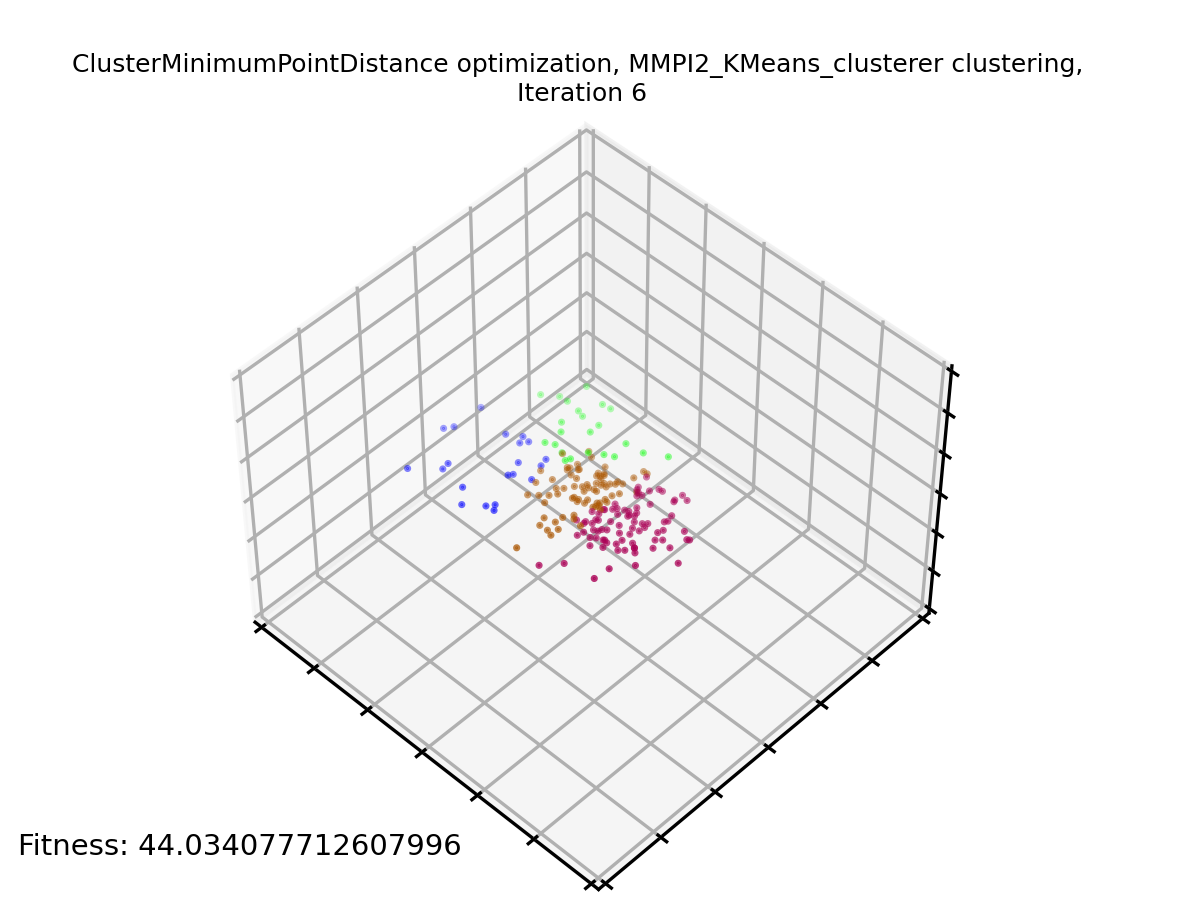 ClusterMinimumPointDistance optimization, MMPI2_KMeans_clusterer clustering,
Iteration 6
Fitness: 44.034077712607996